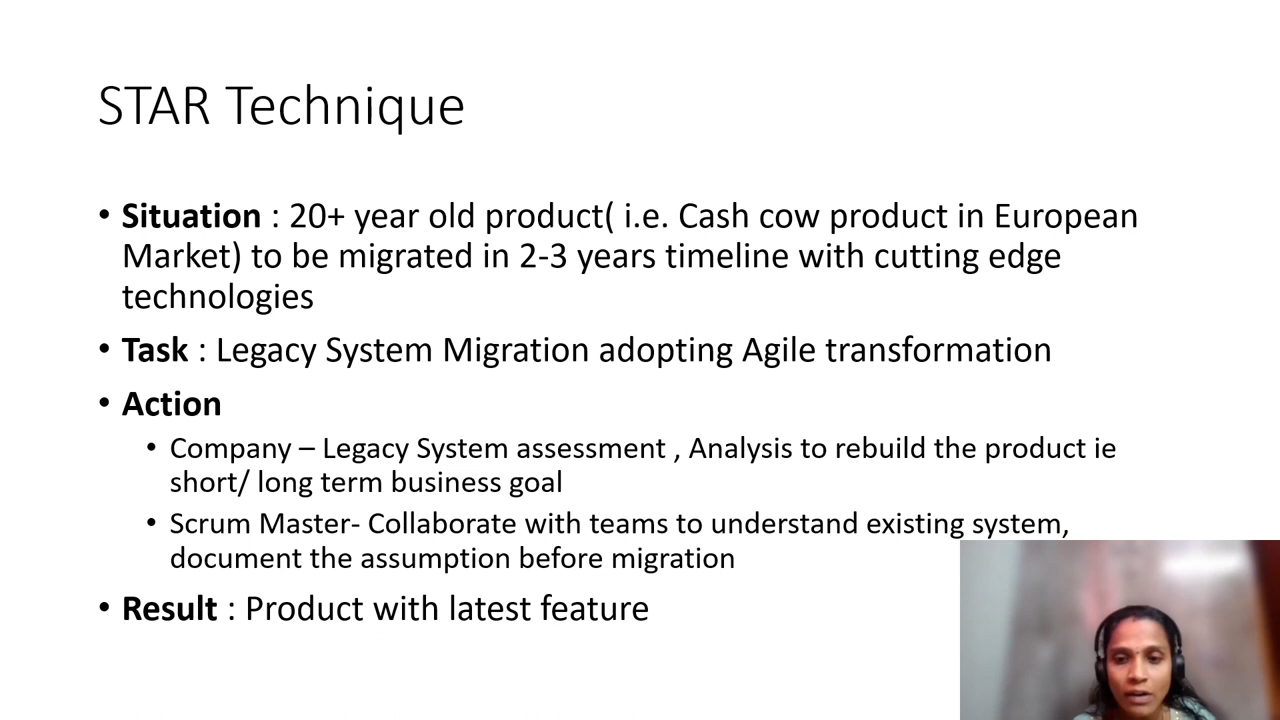 STAR Technique
• Situation : 20+ year old product( i.e. Cash cow product in European
Market) to be migrated in 2-3 years timeline with cutting edge
technologies
• Task : Legacy System Migration adopting Agile transformation
• Action
• Company – Legacy System assessment , Analysis to rebuild the product ie
short/ long term business goal
• Scrum Master- Collaborate with teams to understand existing system,
document the assumption before migration
• Result : Product with latest feature